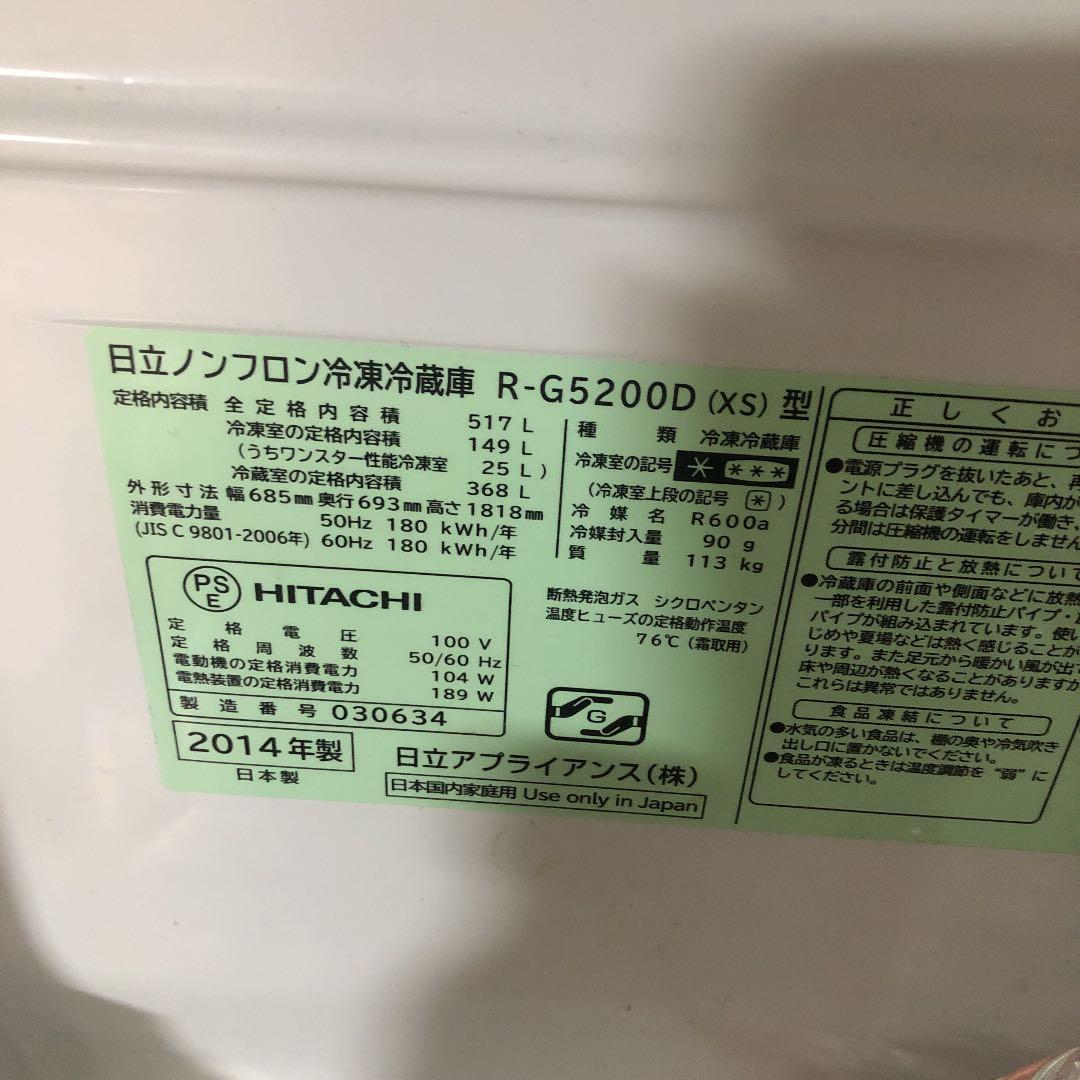 日立ノンフロン冷凍冷蔵庫 R-G5200D (XS) 型
定格内容積 全定格内容積 517 L
冷凍室の定格内容積 149 L
(うちワンスター性能冷凍室 25 L)
冷蔵室の定格内容積 368 L
外形寸法 幅685mm 奥行693mm 高さ1818mm
消費電力量 50Hz 180 kWh/年
(JIS C 9801-2006年) 60Hz 180 kWh/年
種類 冷凍冷蔵庫
冷凍室の記号 * ***
(冷凍室上段の記号 *)
冷媒名 R600a
冷媒封入量 90 g
質量 113 kg
PSE HITACHI
定格電圧 100 V
定格周波数 50/60 Hz
電動機の定格消費電力 104 W
電熱装置の定格消費電力 189 W
製造番号 030634
2014年製
日本製
断熱発泡ガス シクロペンタン
温度ヒューズの定格動作温度
76℃(霜取用)
G
日立アプライアンス(株)
日本国内家庭用 Use only in Japan
正しくお
圧縮機の運転につ
●電源プラグを抜いたあと、再
ントに差し込んでも、庫内が
る場合は保護タイマーが働き、
分間は圧縮機の運転をしません
露付防止と放熱について
●冷蔵庫の前面や側面などに放熱
一部を利用した露付防止パイプ・
パイプが組み込まれています。使い
じめや夏場などは熱く感じることが
ります。また足元から暖かい風が出て
床や周辺が熱くなることがありますが
これらは異常ではありません。
食品凍結について
●水気の多い食品は、棚の奥や冷気吹き
出し口に置かないでください。
●食品が凍るときは温度調節を“弱”に
してください。